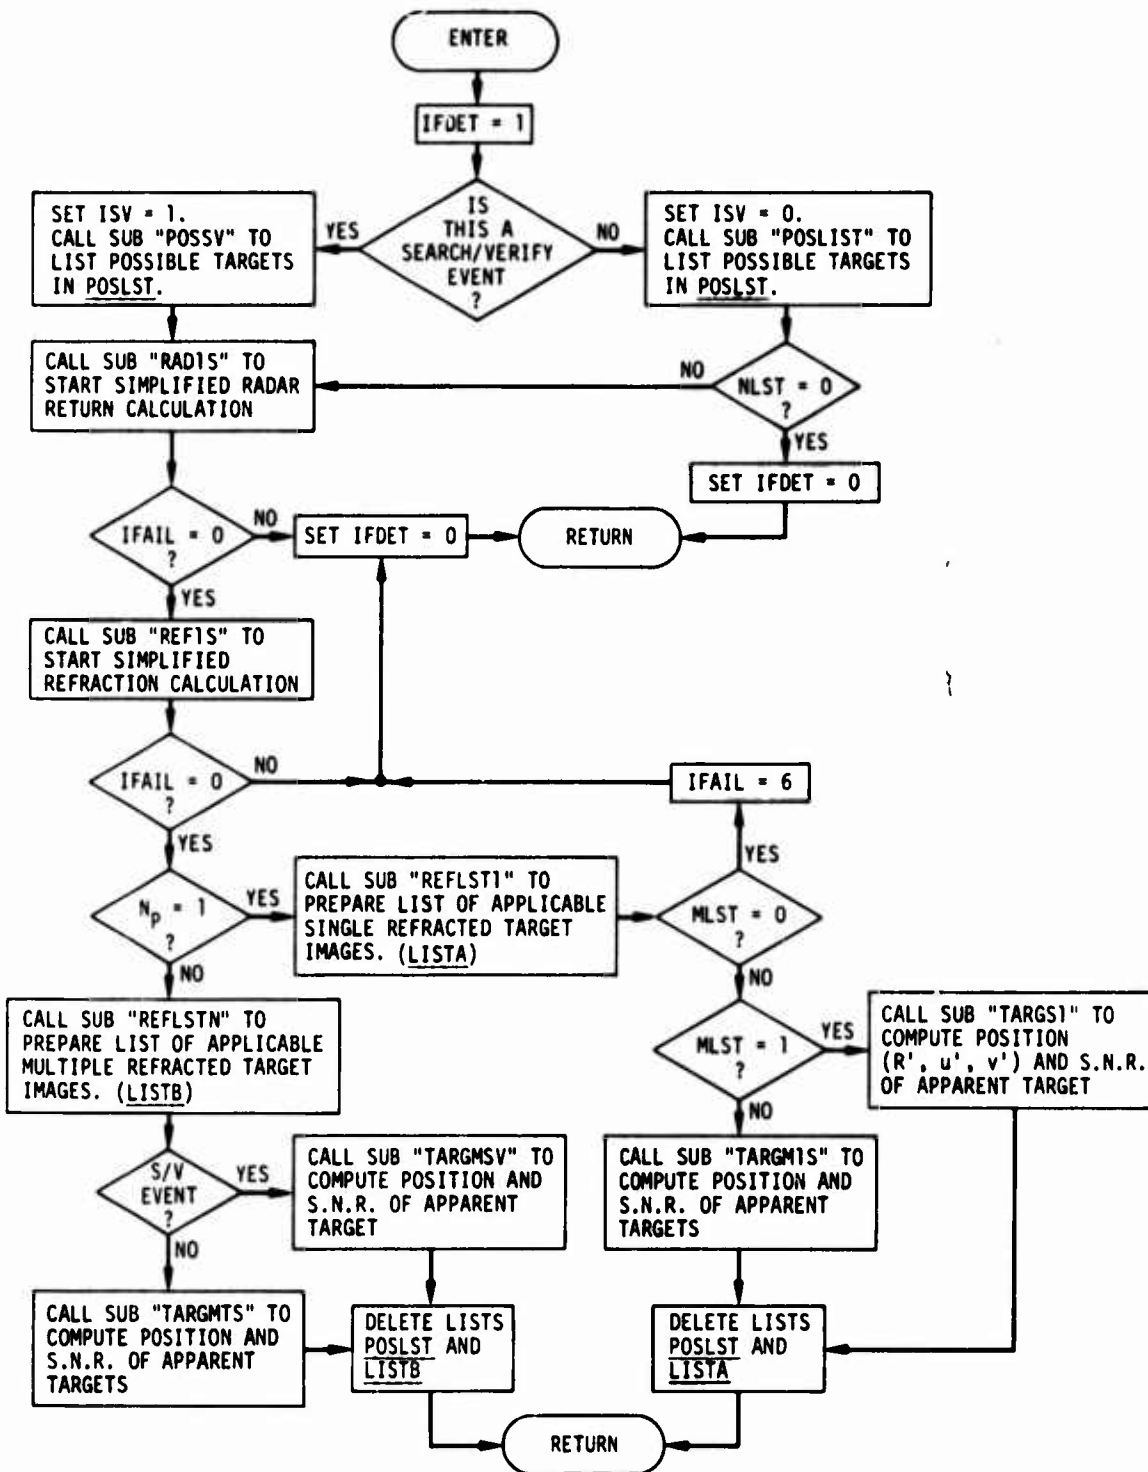 ENTER
IFDET = 1
IS
THIS A
SEARCH/VERIFY
EVENT
?
YES
NO
SET ISV = 1.
CALL SUB "POSSV" TO
LIST POSSIBLE TARGETS
IN POSLST.
SET ISV = 0.
CALL SUB "POSLIST" TO
LIST POSSIBLE TARGETS
IN POSLST.
CALL SUB "RAD1S" TO
START SIMPLIFIED RADAR
RETURN CALCULATION
NO
NLST = 0
?
YES
SET IFDET = 0
IFAIL = 0
?
NO
SET IFDET = 0
RETURN
YES
CALL SUB "REF1S" TO
START SIMPLIFIED
REFRACTION CALCULATION
IFAIL = 0
?
NO
IFAIL = 6
YES
YES
Np = 1
?
YES
CALL SUB "REFLST1" TO
PREPARE LIST OF APPLICABLE
SINGLE REFRACTED TARGET
IMAGES. (LISTA)
MLST = 0
?
NO
NO
CALL SUB "REFLSTN" TO
PREPARE LIST OF APPLICABLE
MULTIPLE REFRACTED TARGET
IMAGES. (LISTB)
MLST = 1
?
YES
CALL SUB "TARGS1" TO
COMPUTE POSITION
(R', u', v') AND S.N.R.
OF APPARENT TARGET
NO
S/V
EVENT
?
YES
CALL SUB "TARGMSV" TO
COMPUTE POSITION AND
S.N.R. OF APPARENT
TARGET
CALL SUB "TARGM1S" TO
COMPUTE POSITION AND
S.N.R. OF APPARENT
TARGETS
NO
CALL SUB "TARGMTS" TO
COMPUTE POSITION AND
S.N.R. OF APPARENT
TARGETS
DELETE LISTS
POSLST AND
LISTB
DELETE LISTS
POSLST AND
LISTA
RETURN